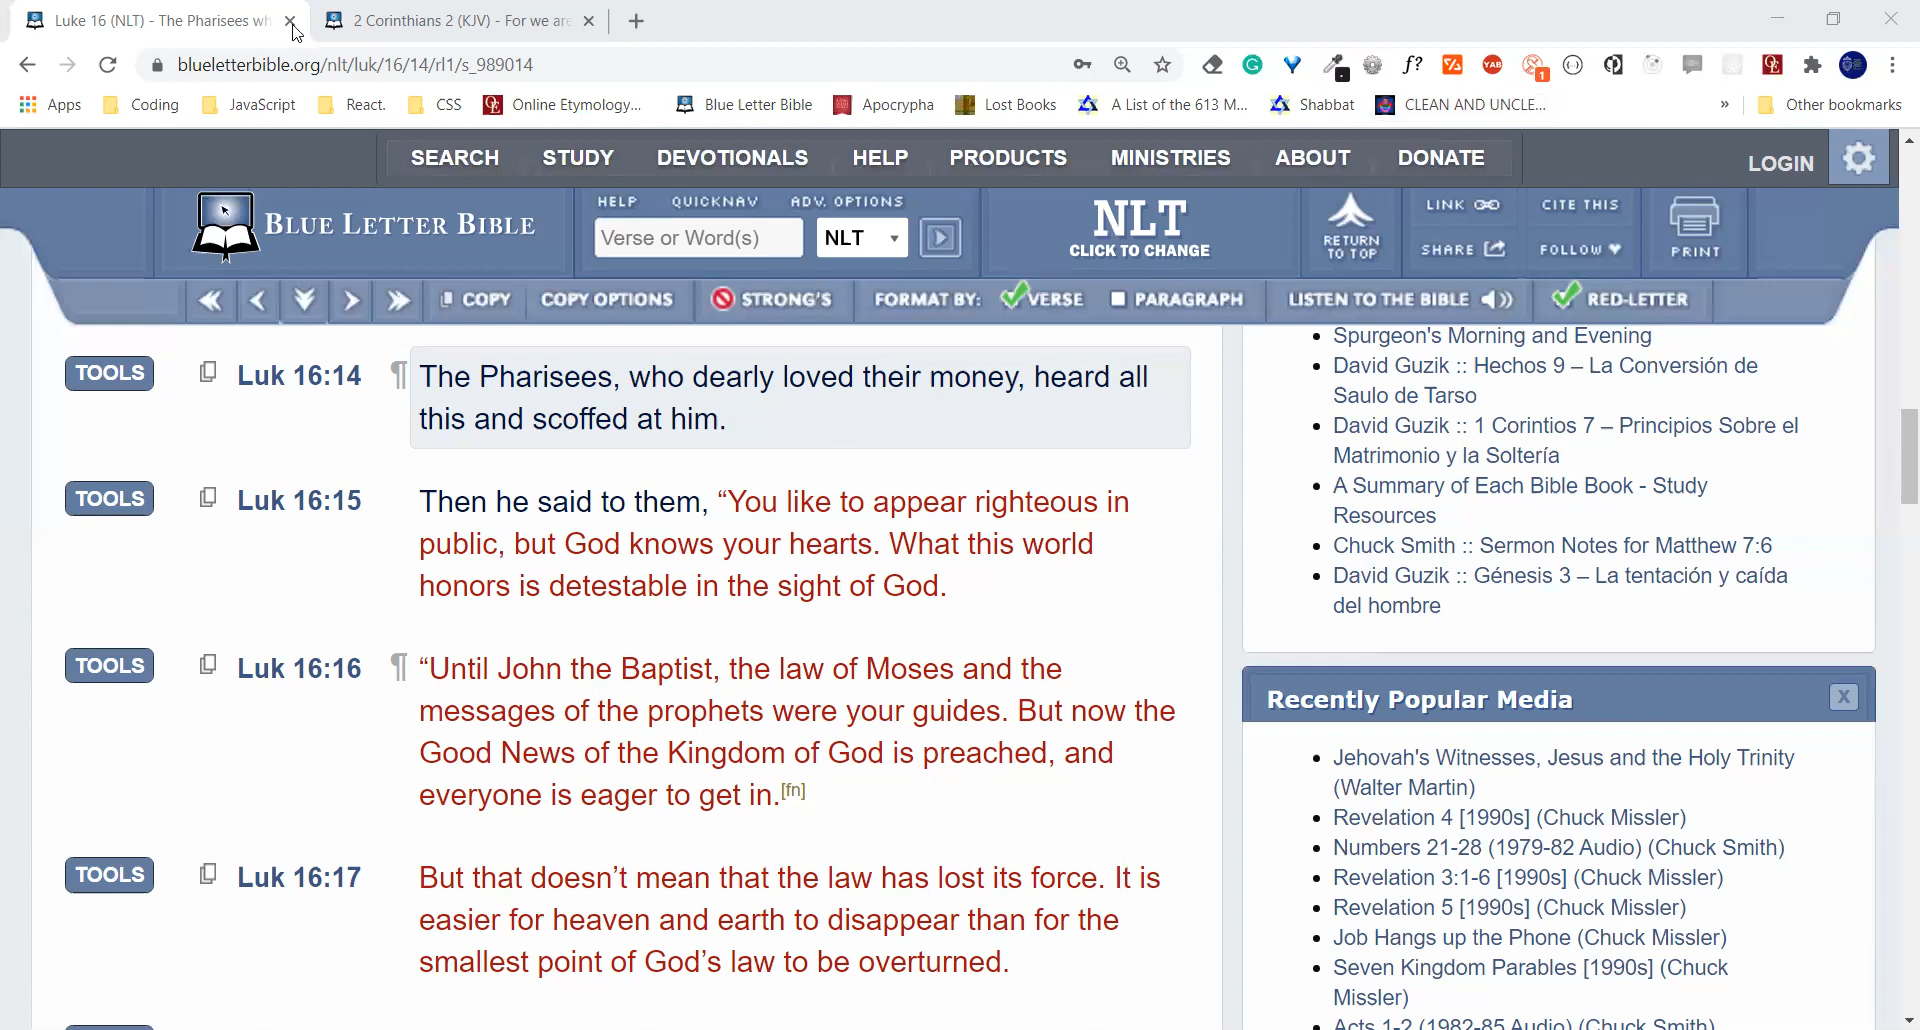 Luke 16 (NLT) - The Pharisees wh
2 Corinthians 2 (KJV) - For we are
blueletterbible.org/nlt/luk/16/14/rl1/s_989014
Apps
Coding
JavaScript
React.
CSS
Online Etymology...
Blue Letter Bible
Apocrypha
Lost Books
A List of the 613 M...
Shabbat
CLEAN AND UNCLE...
»
Other bookmarks
SEARCH STUDY DEVOTIONALS HELP PRODUCTS MINISTRIES ABOUT DONATE
LOGIN
BLUE LETTER BIBLE
HELP QUICKNAV ADV. OPTIONS
Verse or Word(s)
NLT
NLT
CLICK TO CHANGE
RETURN
TO TOP
LINK
CITE THIS
SHARE
FOLLOW
PRINT
COPY
COPY OPTIONS
STRONG'S
FORMAT BY:
VERSE
PARAGRAPH
LISTEN TO THE BIBLE
RED-LETTER
TOOLS
Luk 16:14
¶
The Pharisees, who dearly loved their money, heard all
this and scoffed at him.
TOOLS
Luk 16:15
Then he said to them, “You like to appear righteous in
public, but God knows your hearts. What this world
honors is detestable in the sight of God.
TOOLS
Luk 16:16
¶
“Until John the Baptist, the law of Moses and the
messages of the prophets were your guides. But now the
Good News of the Kingdom of God is preached, and
everyone is eager to get in.[fn]
TOOLS
Luk 16:17
But that doesn’t mean that the law has lost its force. It is
easier for heaven and earth to disappear than for the
smallest point of God’s law to be overturned.
Spurgeon's Morning and Evening
David Guzik :: Hechos 9 – La Conversión de
Saulo de Tarso
David Guzik :: 1 Corintios 7 – Principios Sobre el
Matrimonio y la Soltería
A Summary of Each Bible Book - Study
Resources
Chuck Smith :: Sermon Notes for Matthew 7:6
David Guzik :: Génesis 3 – La tentación y caída
del hombre
Recently Popular Media
X
Jehovah's Witnesses, Jesus and the Holy Trinity
(Walter Martin)
Revelation 4 [1990s] (Chuck Missler)
Numbers 21-28 (1979-82 Audio) (Chuck Smith)
Revelation 3:1-6 [1990s] (Chuck Missler)
Revelation 5 [1990s] (Chuck Missler)
Job Hangs up the Phone (Chuck Missler)
Seven Kingdom Parables [1990s] (Chuck
Missler)
Acts 1-2 (1982-85 Audio) (Chuck Smith)